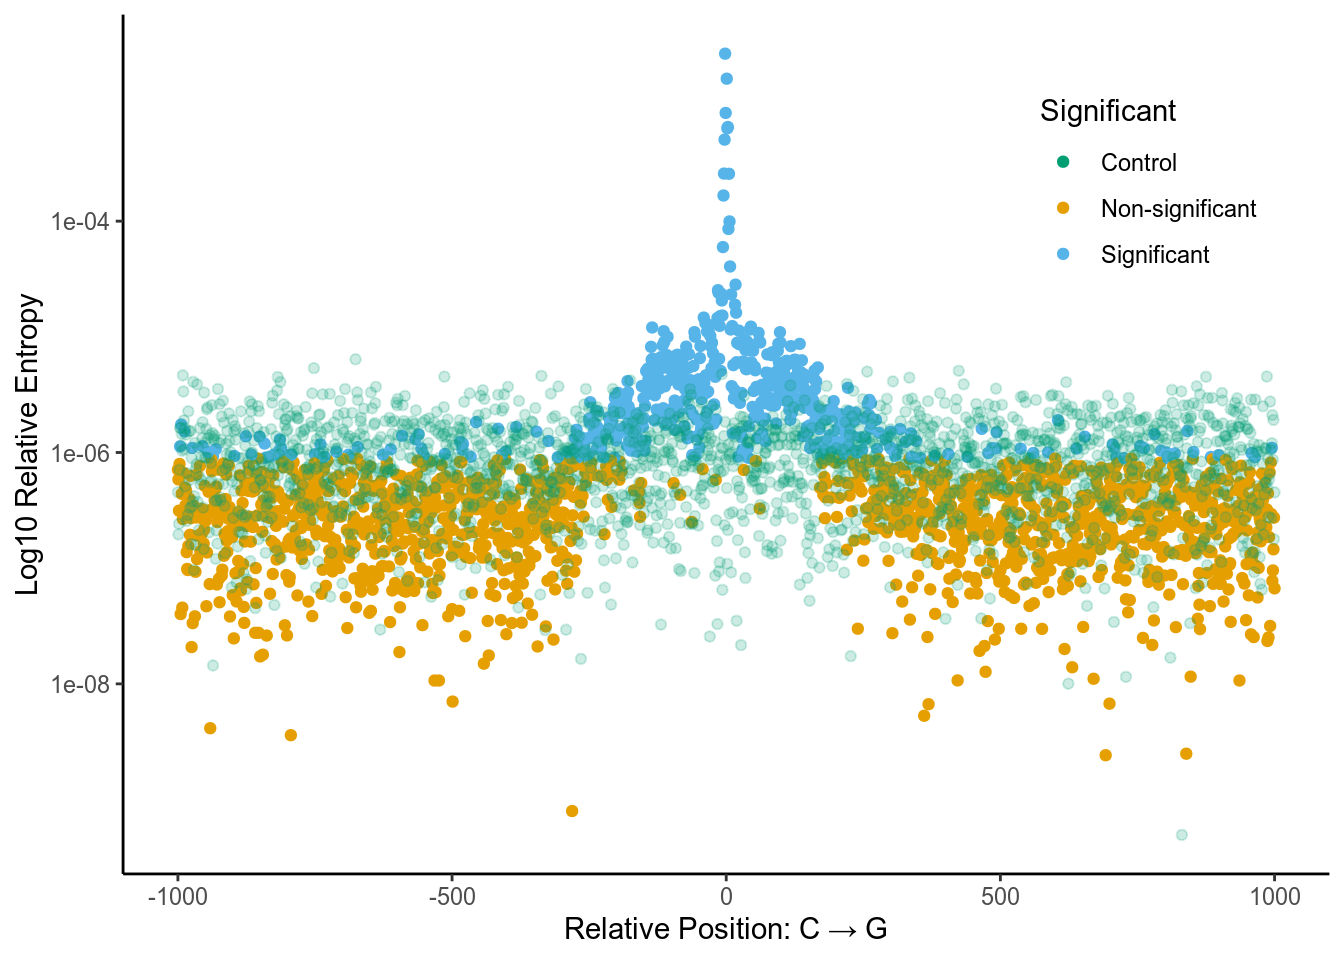 Significant
Control
Non-significant
Significant
Log10 Relative Entropy
1e-04
1e-06
1e-08
-1000
-500
0
500
1000
Relative Position: C → G